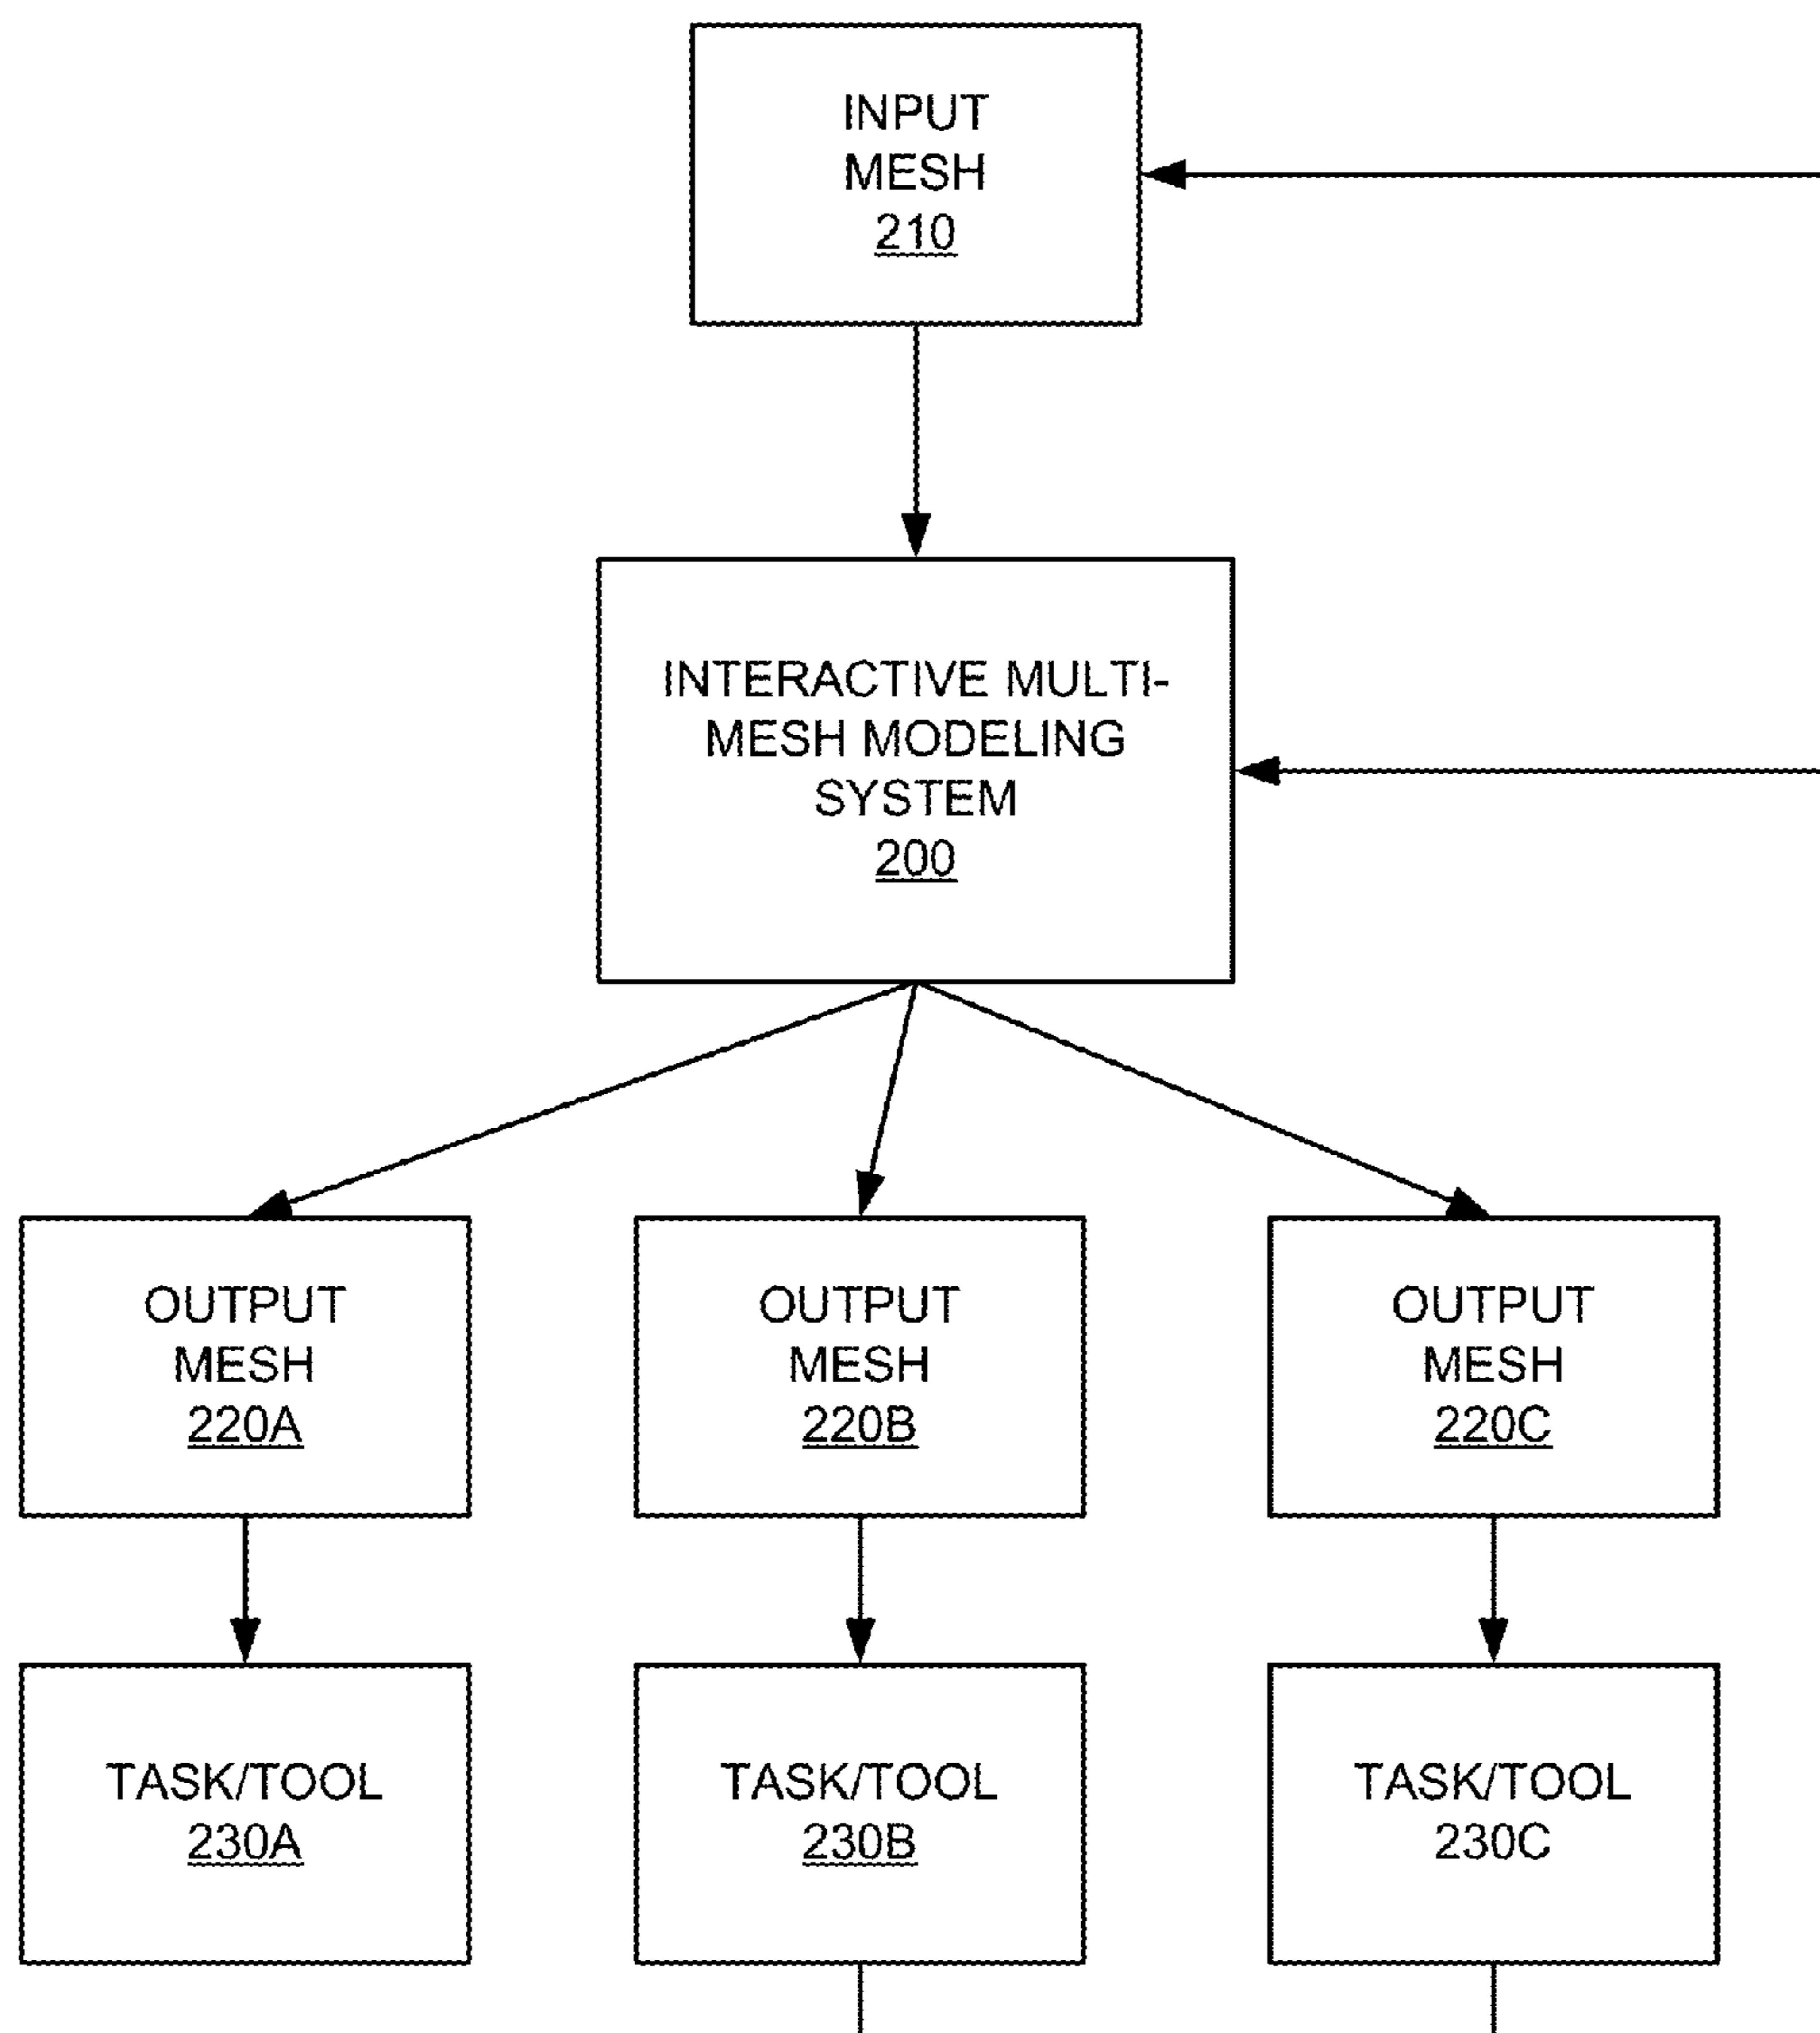 INPUT
MESH
210
INTERACTIVE MULTI-
MESH MODELING
SYSTEM
200
OUTPUT
MESH
220A
OUTPUT
MESH
220B
OUTPUT
MESH
220C
TASK/TOOL
230A
TASK/TOOL
230B
TASK/TOOL
230C